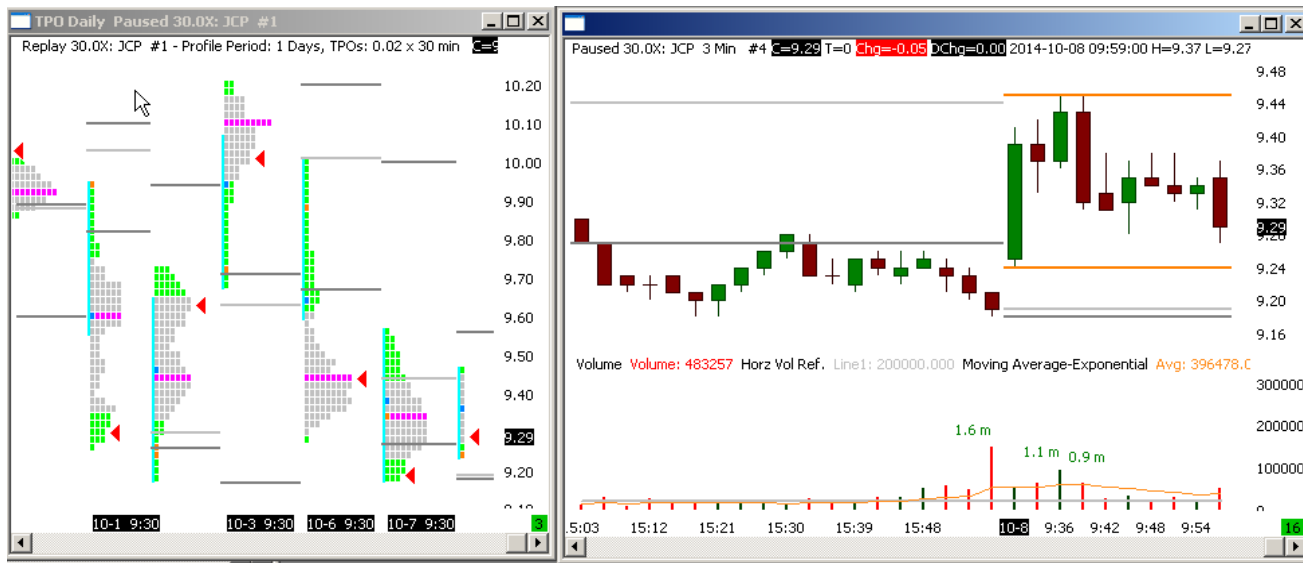 TPO Daily Paused 30.0X: JCP #1
Replay 30.0X: JCP #1 - Profile Period: 1 Days, TPOs: 0.02 x 30 min C=9
10.20
10.10
10.00
9.90
9.80
9.70
9.60
9.50
9.40
9.29
9.20
10-1 9:30 10-3 9:30 10-6 9:30 10-7 9:30 3
Paused 30.0X: JCP 3 Min #4 C=9.29 T=0 Chg=-0.05 DChg=0.00 2014-10-08 09:59:00 H=9.37 L=9.27
9.48
9.44
9.40
9.36
9.32
9.29
9.24
9.20
9.16
Volume Volume: 483257 Horz Vol Ref. Line1: 200000.000 Moving Average-Exponential Avg: 396478.0
300000
200000
100000
1.6 m
1.1 m 0.9 m
15:03 15:12 15:21 15:30 15:39 15:48 10-8 9:36 9:42 9:48 9:54 16